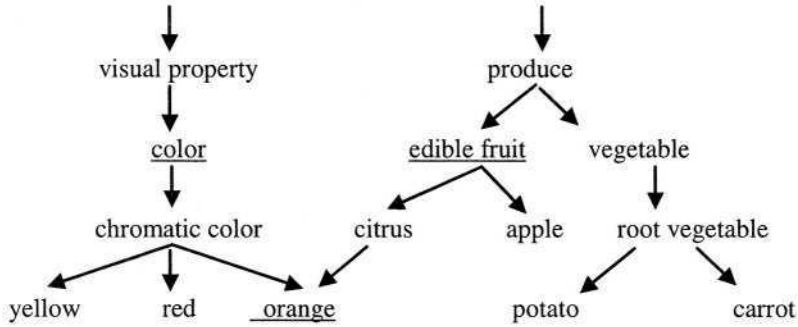 visual property produce
color edible fruit vegetable
chromatic color citrus apple root vegetable
yellow red orange potato carrot